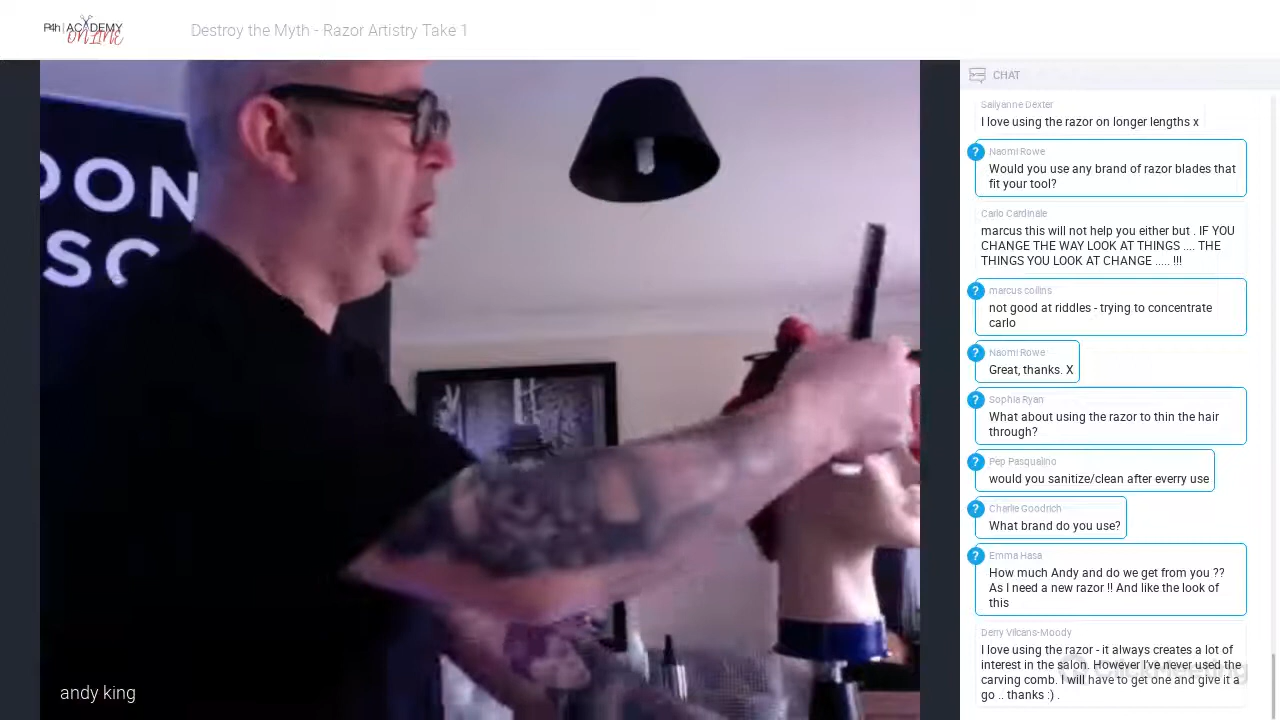 P4h | ACADEMY
ONLINE
Destroy the Myth - Razor Artistry Take 1
CHAT
Sallyanne Dexter
I love using the razor on longer lengths x
? Naomi Rowe
Would you use any brand of razor blades that
fit your tool?
Carlo Cardinale
marcus this will not help you either but . IF YOU
CHANGE THE WAY LOOK AT THINGS .... THE
THINGS YOU LOOK AT CHANGE ..... !!!
? marcus collins
not good at riddles - trying to concentrate
carlo
? Naomi Rowe
Great, thanks. X
? Sophia Ryan
What about using the razor to thin the hair
through?
? Pep Pasqualino
would you sanitize/clean after everry use
? Charlie Goodrich
What brand do you use?
? Emma Hasa
How much Andy and do we get from you ??
As I need a new razor !! And like the look of
this
Derry Vilcans-Moody
I love using the razor - it always creates a lot of
interest in the salon. However I've never used the
carving comb. I will have to get one and give it a
go .. thanks :) .
DON
SC
andy king